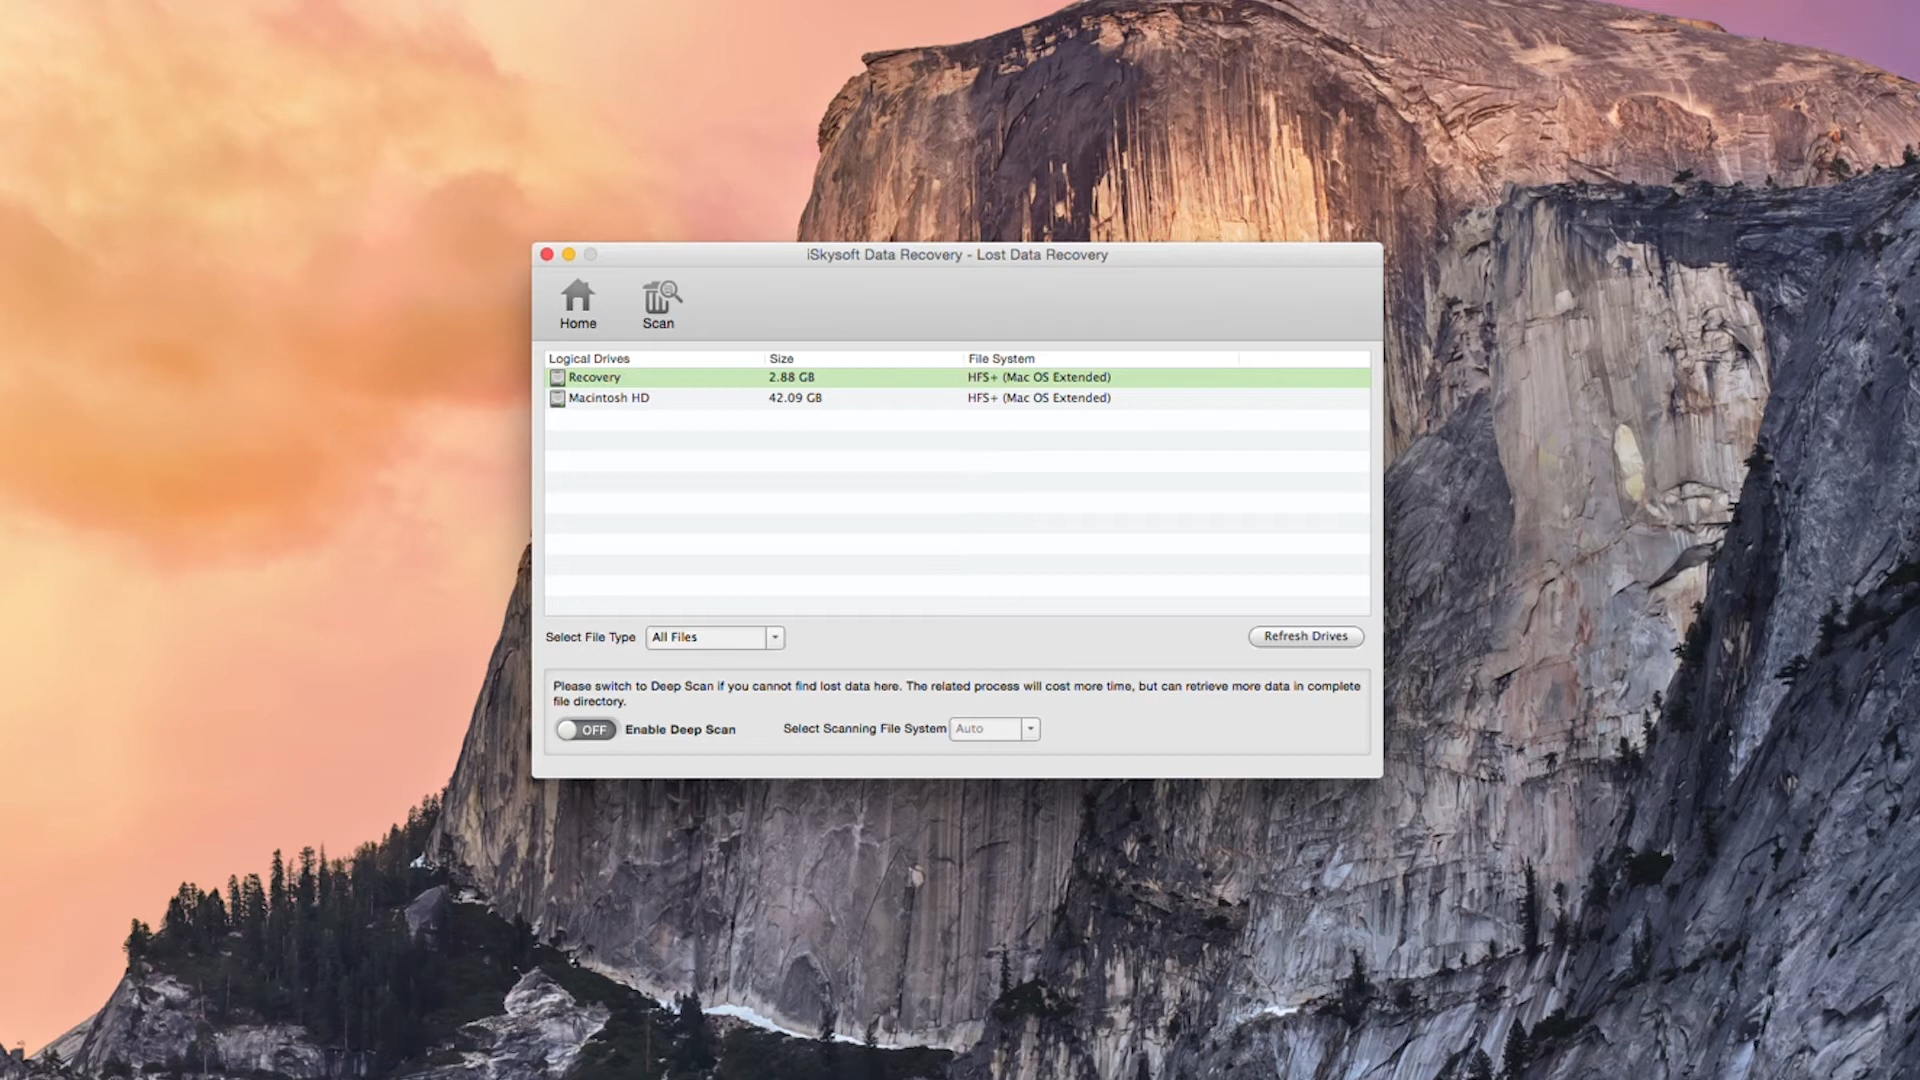 iSkysoft Data Recovery - Lost Data Recovery
Home
Scan
Logical Drives Size File System
Recovery 2.88 GB HFS+ (Mac OS Extended)
Macintosh HD 42.09 GB HFS+ (Mac OS Extended)
Select File Type All Files Refresh Drives
Please switch to Deep Scan if you cannot find lost data here. The related process will cost more time, but can retrieve more data in complete
file directory.
OFF Enable Deep Scan Select Scanning File System Auto